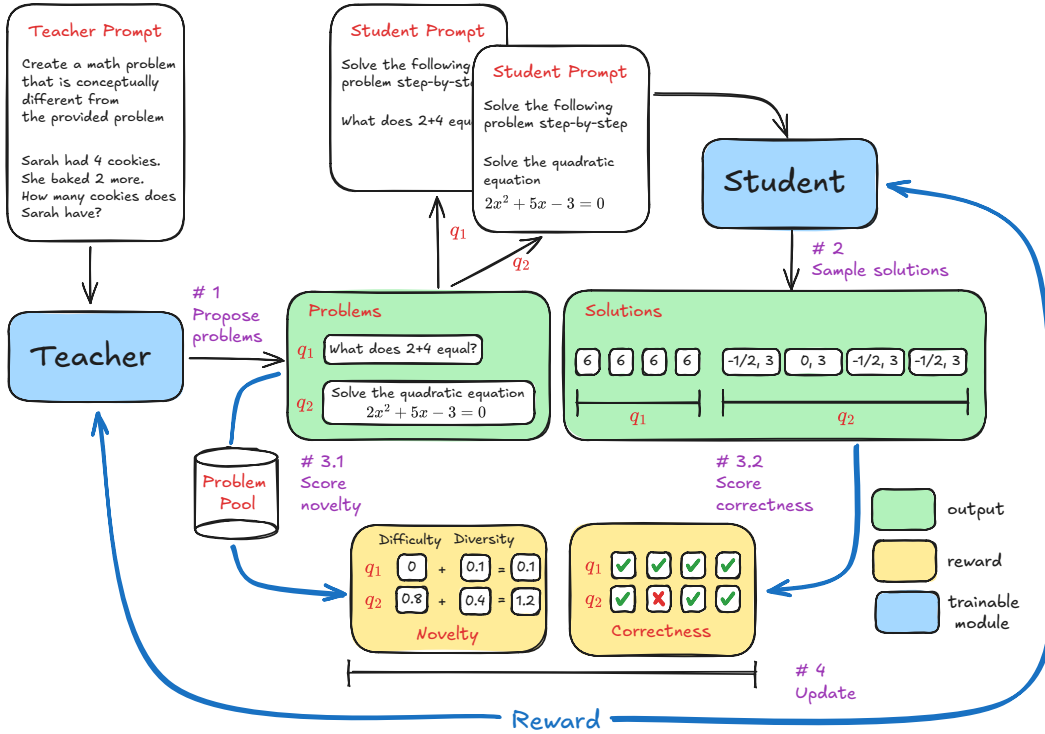 Teacher Prompt
Create a math problem
that is conceptually
different from
the provided problem
Sarah had 4 cookies.
She baked 2 more.
How many cookies does
Sarah have?
Student Prompt
Solve the following
problem step-by-ste
What does 2+4 equ
Student Prompt
Solve the following
problem step-by-step
Solve the quadratic
equation
2x² + 5x − 3 = 0
Student
q₁
q₂
# 1
Propose
problems
# 2
Sample solutions
Teacher
Problems
q₁ What does 2+4 equal?
q₂ Solve the quadratic equation
2x² + 5x − 3 = 0
Solutions
6 6 6 6 -1/2, 3 0, 3 -1/2, 3 -1/2, 3
q₁ q₂
Problem
Pool
# 3.1
Score
novelty
# 3.2
Score
correctness
Difficulty Diversity
q₁ 0 + 0.1 = 0.1
q₂ 0.8 + 0.4 = 1.2
Novelty
q₁ ✓ ✓ ✓ ✓
q₂ ✓ ✗ ✓ ✓
Correctness
output
reward
trainable
module
# 4
Update
Reward